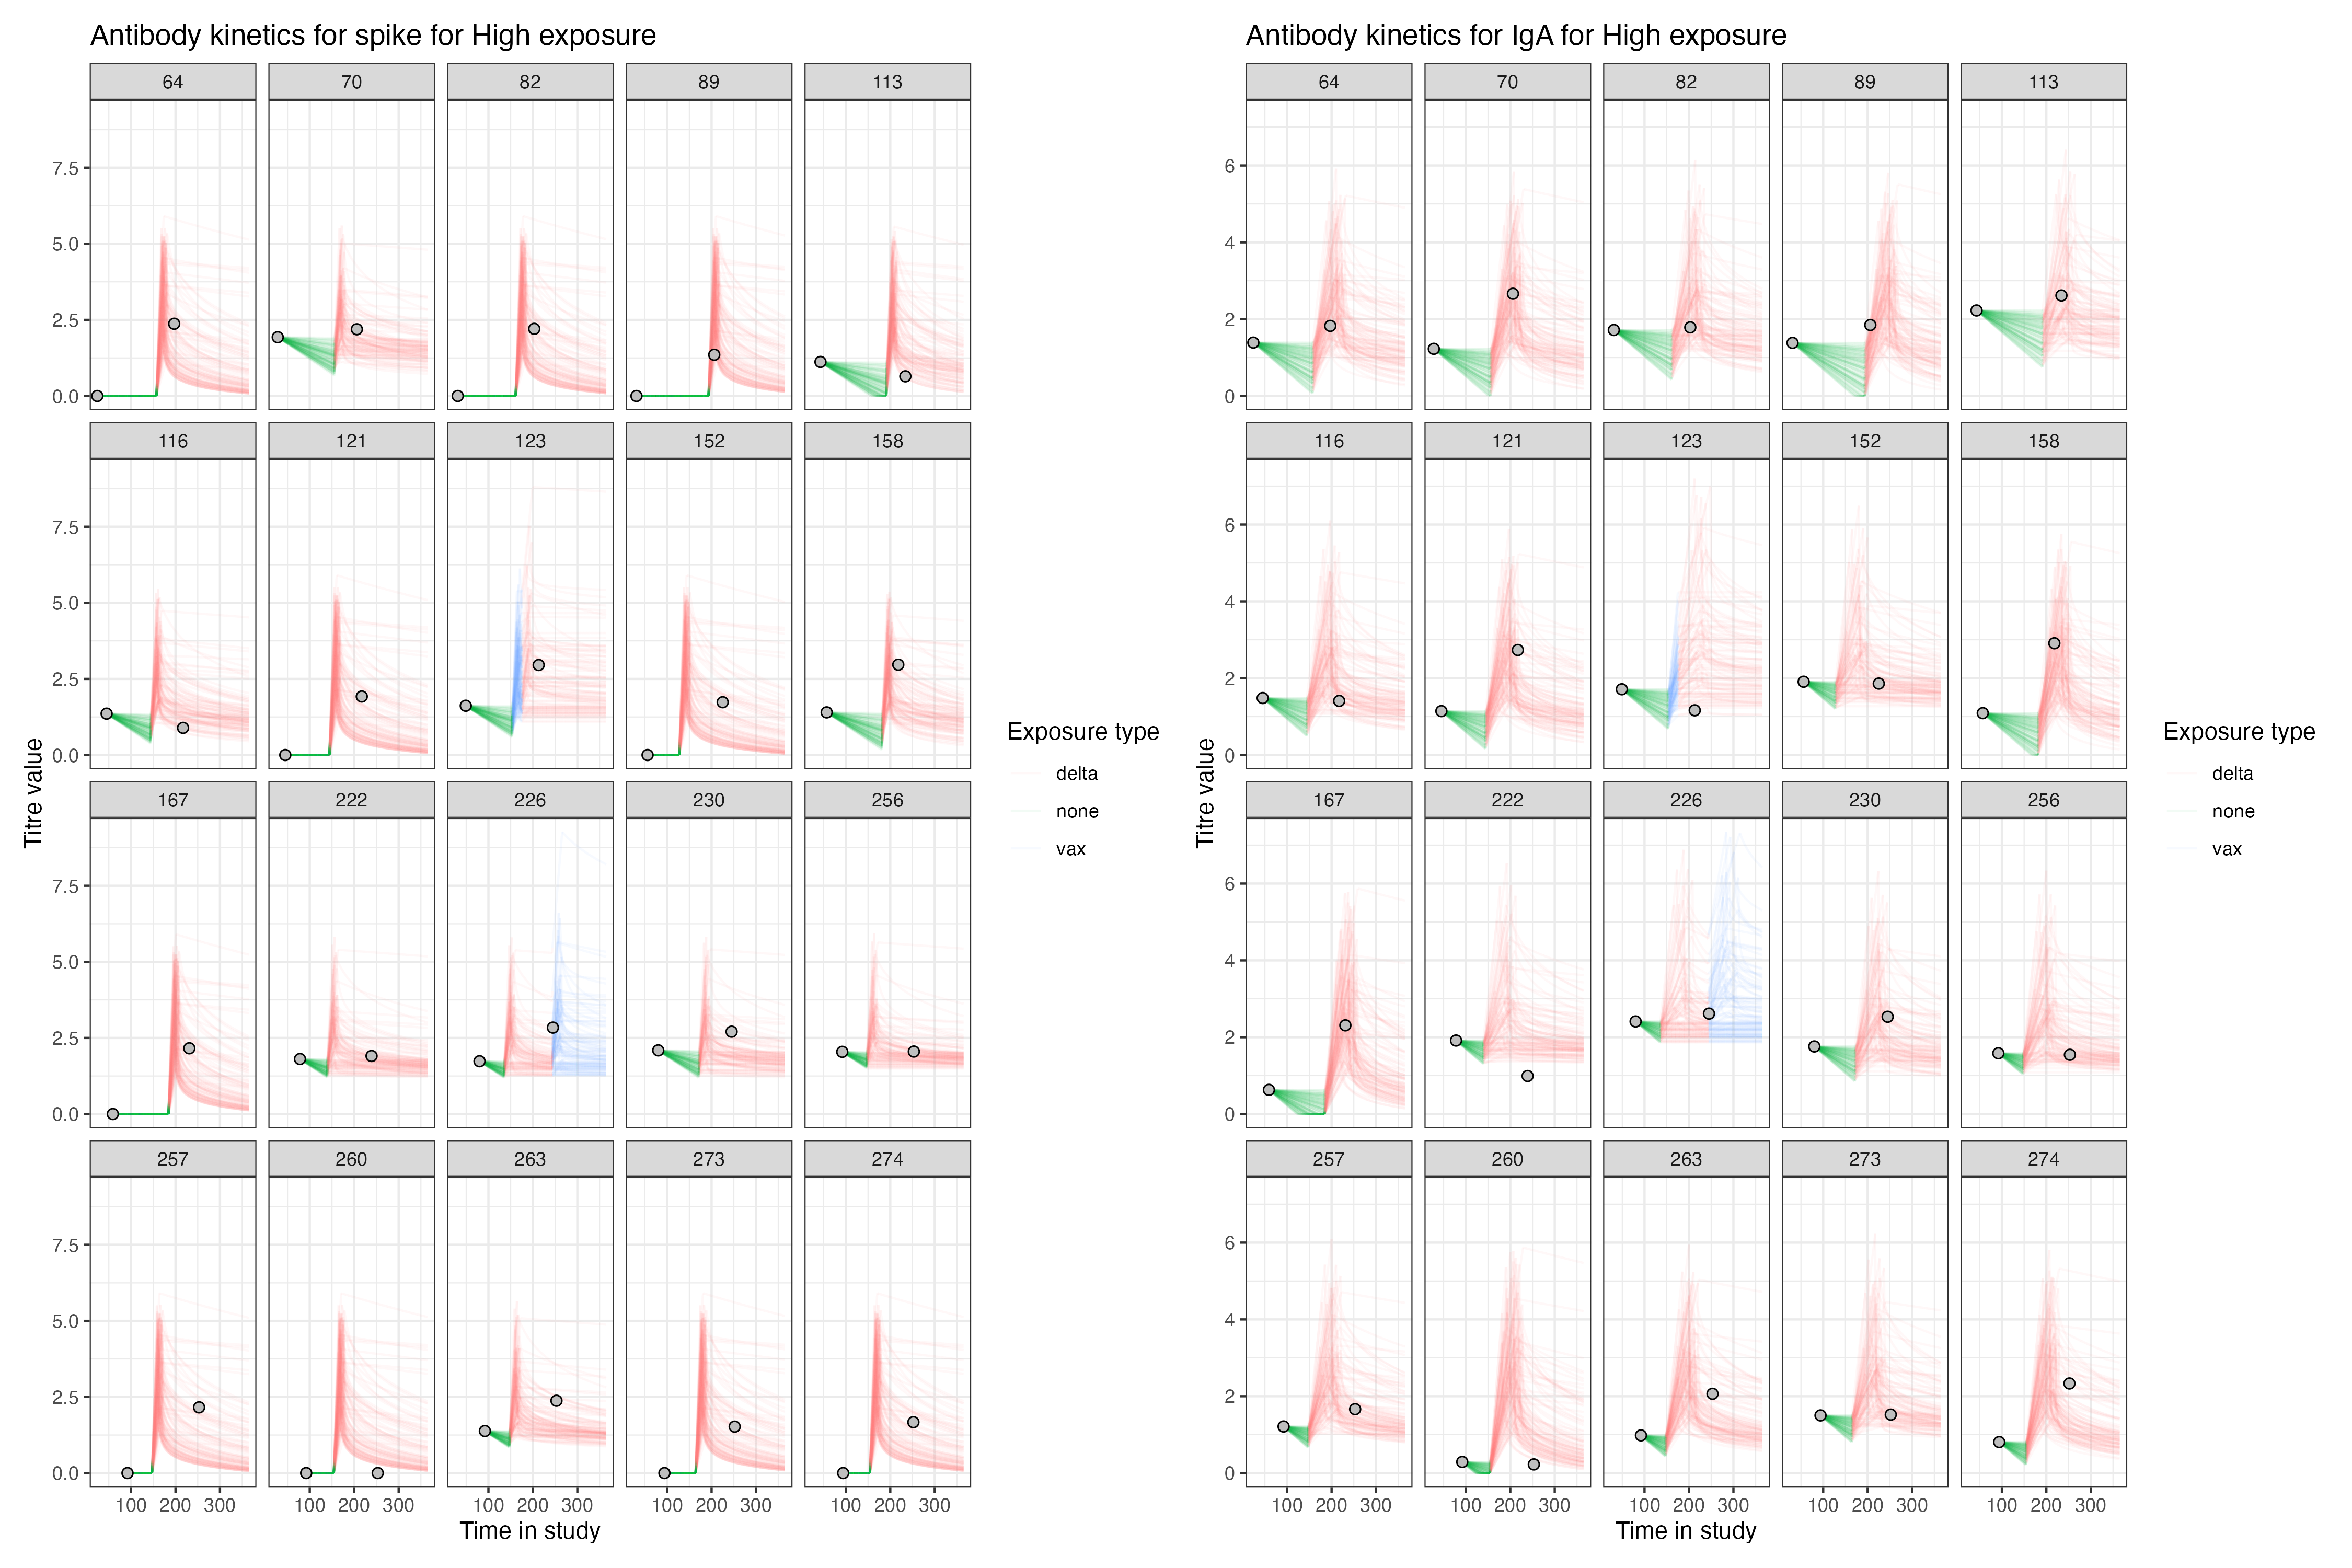 Antibody kinetics for spike for High exposure
64 70 82 89 113
7.5
5.0
2.5
0.0
116 121 123 152 158
7.5
5.0
2.5
0.0
167 222 226 230 256
7.5
5.0
2.5
0.0
257 260 263 273 274
7.5
5.0
2.5
0.0
100 200 300 100 200 300 100 200 300 100 200 300 100 200 300
Time in study
Titre value
Exposure type
delta
none
vax
Antibody kinetics for IgA for High exposure
64 70 82 89 113
6
4
2
0
116 121 123 152 158
6
4
2
0
167 222 226 230 256
6
4
2
0
257 260 263 273 274
6
4
2
0
100 200 300 100 200 300 100 200 300 100 200 300 100 200 300
Time in study
Titre value
Exposure type
delta
none
vax